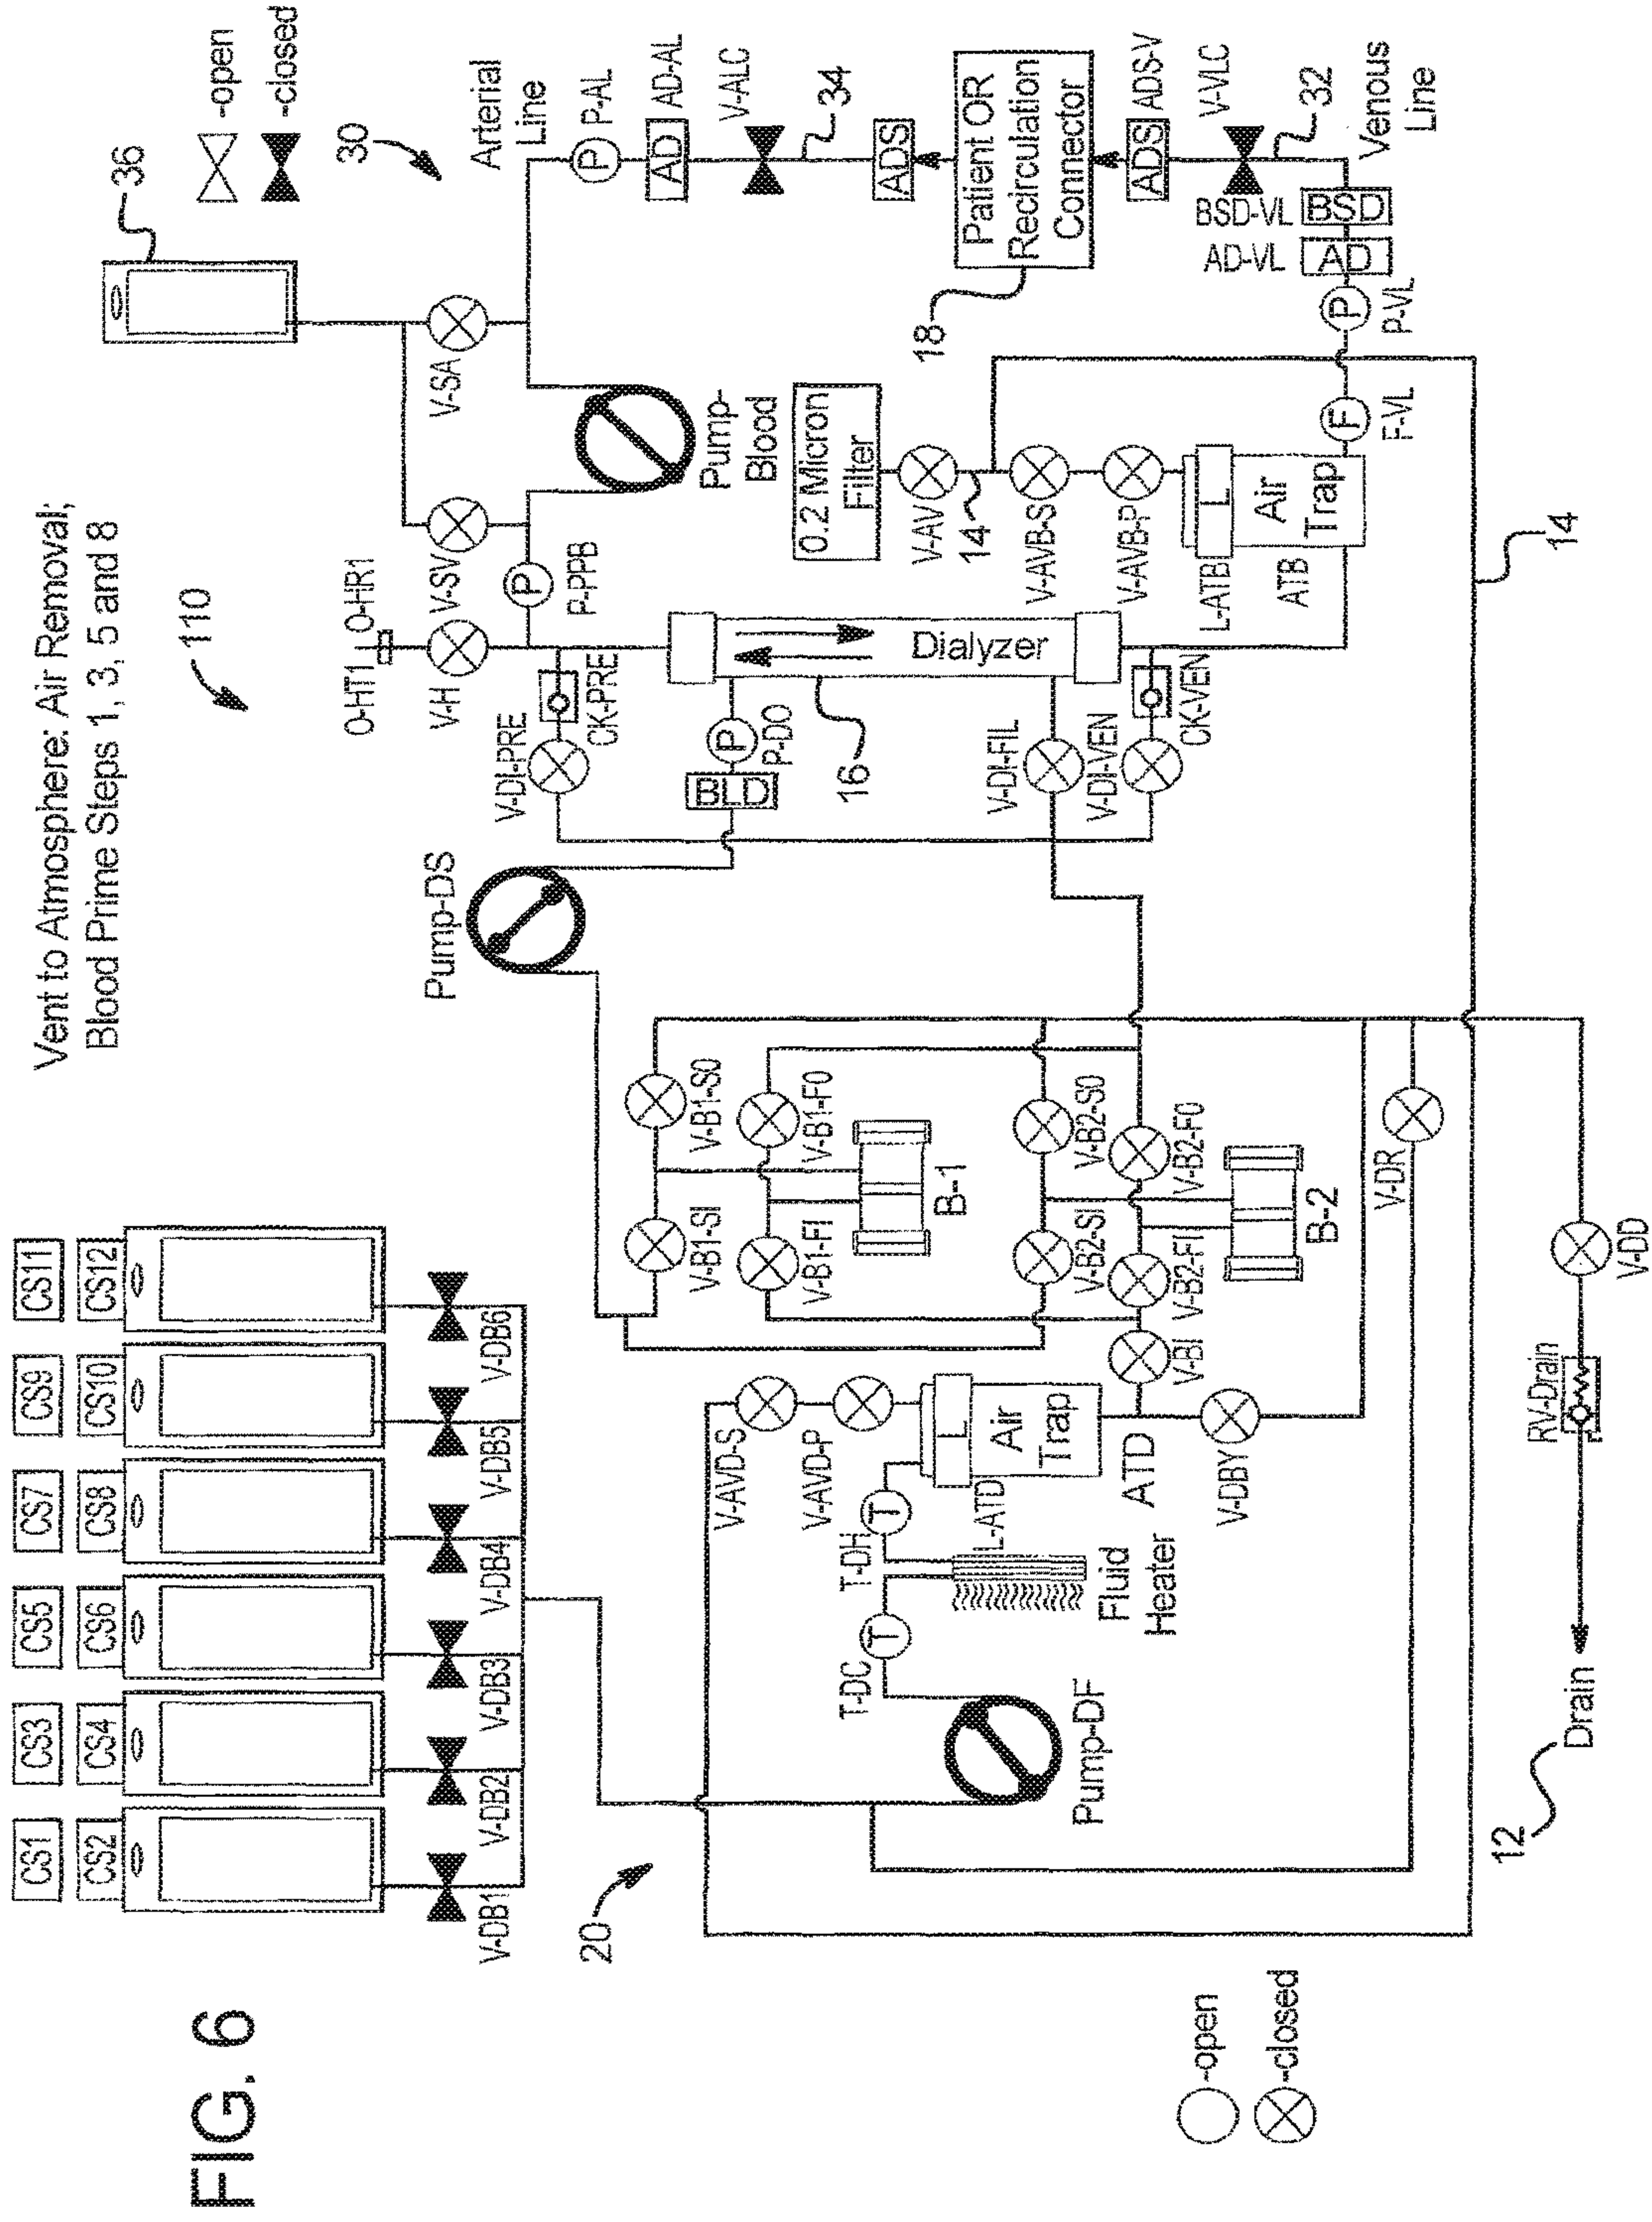 FIG. 6
Vent to Atmosphere: Air Removal;
Blood Prime Steps 1, 3, 5 and 8
-open
-closed
CS1
CS2
CS3
CS4
CS5
CS6
CS7
CS8
CS9
CS10
CS11
CS12
V-DB1
V-DB2
V-DB3
V-DB4
V-DB5
V-DB6
20
110
30
36
O-HT1
O-HR1
V-H
V-SV
V-SA
P
P-PPB
Pump-
Blood
Arterial
Line
P
P-AL
AD
AD-AL
V-ALC
34
ADS
Patient OR
Recirculation
Connector
18
ADS
ADS-V
V-VLC
32
Venous
Line
BSD-VL
BSD
AD-VL
AD
P
P-VL
F
F-VL
0.2 Micron
Filter
V-AV
14
V-AVB-S
V-AVB-P
L
L-ATB
Air
Trap
ATB
Dialyzer
16
V-DI-PRE
CK-PRE
P
P-DO
BLD
V-DI-FIL
V-DI-VEN
CK-VEN
Pump-DS
V-B1-SI
V-B1-S0
V-B1-FI
V-B1-F0
B-1
V-B2-SI
V-B2-S0
V-B2-FI
V-B2-F0
B-2
V-BI
V-AVD-S
V-AVD-P
L
L-ATD
Air
Trap
ATD
V-DBY
T
T-DH
T
T-DC
Fluid
Heater
Pump-DF
V-DR
V-DD
RV-Drain
Drain
12
14
-open
-closed